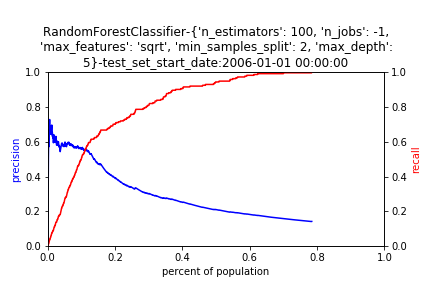 RandomForestClassifier-{'n_estimators': 100, 'n_jobs': -1,
'max_features': 'sqrt', 'min_samples_split': 2, 'max_depth':
5}-test_set_start_date:2006-01-01 00:00:00
1.0 1.0
0.8 0.8
0.6 0.6
precision recall
0.4 0.4
0.2 0.2
0.0 0.0
0.0 0.2 0.4 0.6 0.8 1.0
percent of population